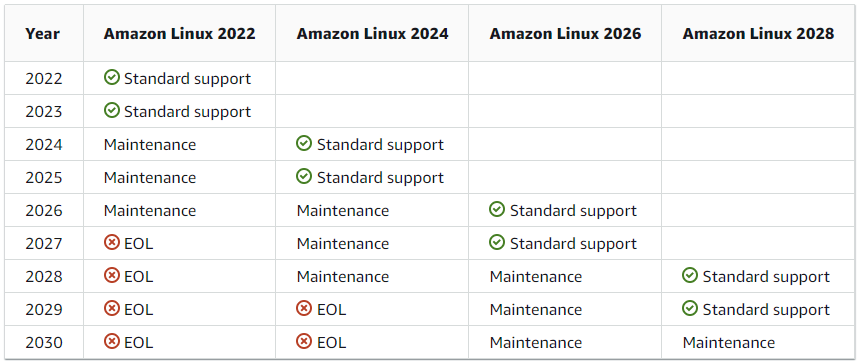 Year Amazon Linux 2022 Amazon Linux 2024 Amazon Linux 2026 Amazon Linux 2028
2022 Standard support
2023 Standard support
2024 Maintenance Standard support
2025 Maintenance Standard support
2026 Maintenance Maintenance Standard support
2027 EOL Maintenance Standard support
2028 EOL Maintenance Maintenance Standard support
2029 EOL EOL Maintenance Standard support
2030 EOL EOL Maintenance Maintenance